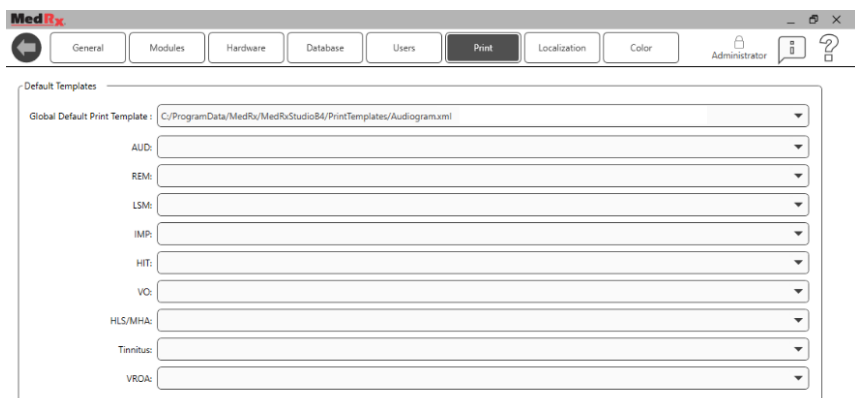 MedRx
General Modules Hardware Database Users Print Localization Color Administrator
Default Templates
Global Default Print Template : C:/ProgramData/MedRx/MedRxStudioB4/PrintTemplates/Audiogram.xml
AUD:
REM:
LSM:
IMP:
HIT:
VO:
HLS/MHA:
Tinnitus:
VROA: